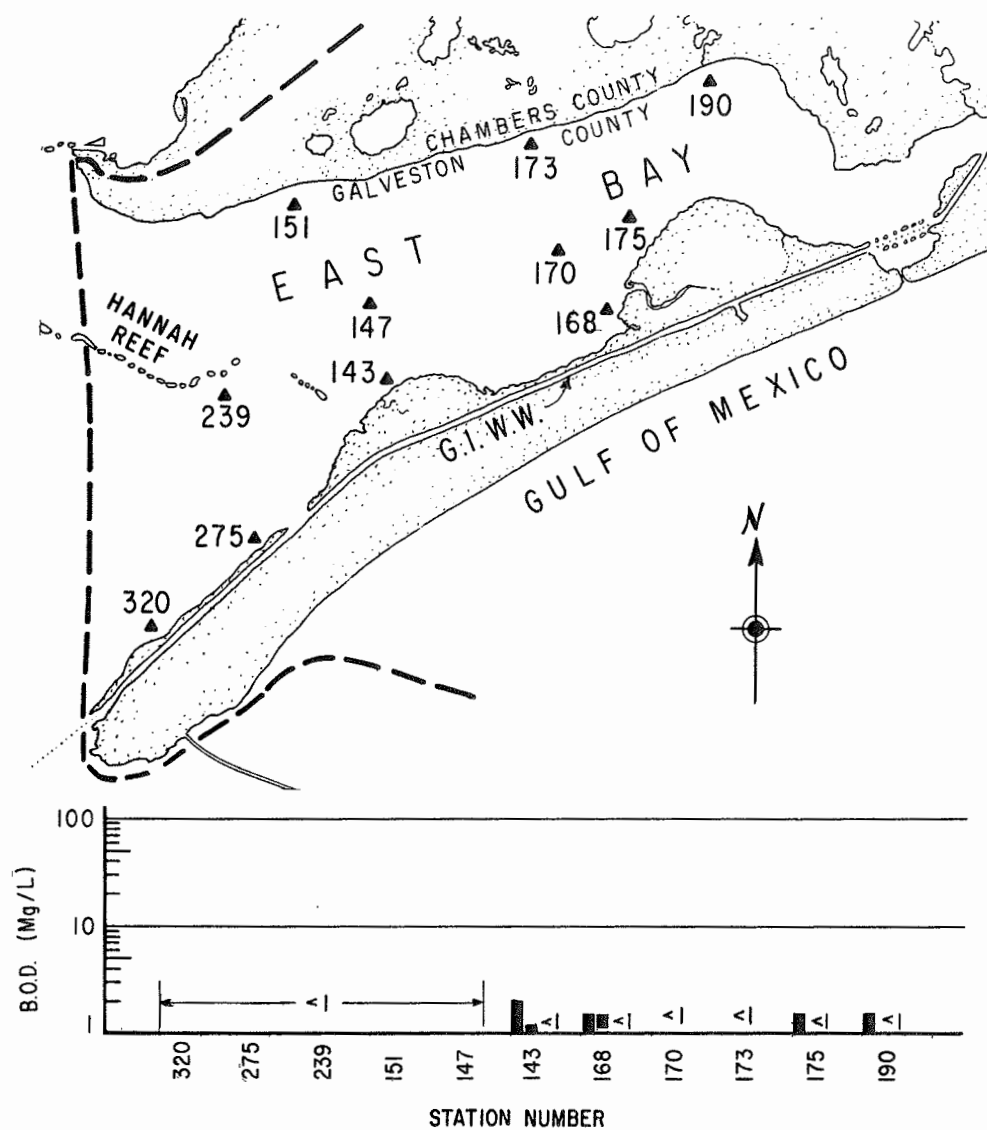 CHAMBERS COUNTY
GALVESTON COUNTY
190
173
151
EAST BAY
175
170
147
168
HANNAH
REEF
143
239
G.I.W.W.
GULF OF MEXICO
275
N
320
100
10
1
B.O.D. (Mg/L)
<1
<1
<1
<1
<1
<1
<1
320 275 239 151 147 143 168 170 173 175 190
STATION NUMBER